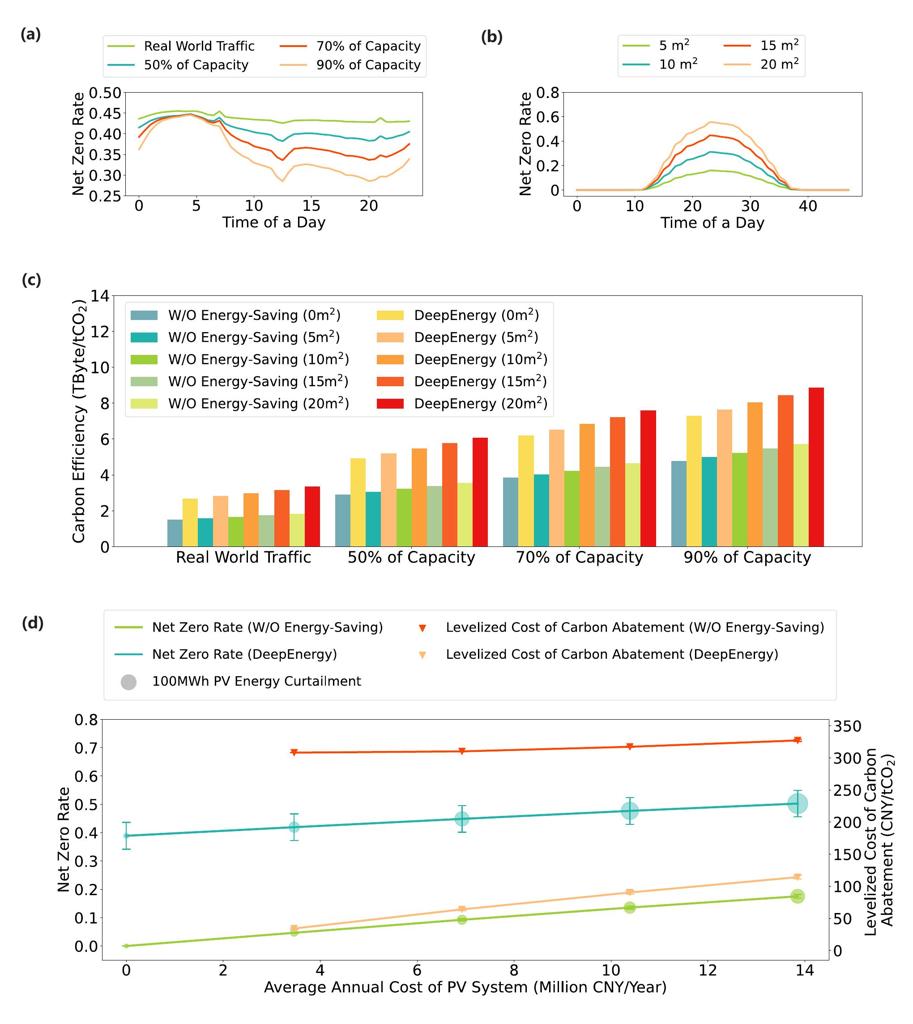 (a)
Real World Traffic
50% of Capacity
70% of Capacity
90% of Capacity
Net Zero Rate
0.50
0.45
0.40
0.35
0.30
0.25
0 5 10 15 20
Time of a Day
(b)
5 m²
10 m²
15 m²
20 m²
Net Zero Rate
0.8
0.6
0.4
0.2
0
0 10 20 30 40
Time of a Day
(c)
Carbon Efficiency (TByte/tCO₂)
14
12
10
8
6
4
2
0
W/O Energy-Saving (0m²)
W/O Energy-Saving (5m²)
W/O Energy-Saving (10m²)
W/O Energy-Saving (15m²)
W/O Energy-Saving (20m²)
DeepEnergy (0m²)
DeepEnergy (5m²)
DeepEnergy (10m²)
DeepEnergy (15m²)
DeepEnergy (20m²)
Real World Traffic 50% of Capacity 70% of Capacity 90% of Capacity
(d)
Net Zero Rate (W/O Energy-Saving)
Net Zero Rate (DeepEnergy)
100MWh PV Energy Curtailment
Levelized Cost of Carbon Abatement (W/O Energy-Saving)
Levelized Cost of Carbon Abatement (DeepEnergy)
Net Zero Rate
0.8
0.7
0.6
0.5
0.4
0.3
0.2
0.1
0.0
350
300
250
200
150
100
50
0
Levelized Cost of Carbon
Abatement (CNY/tCO₂)
0 2 4 6 8 10 12 14
Average Annual Cost of PV System (Million CNY/Year)